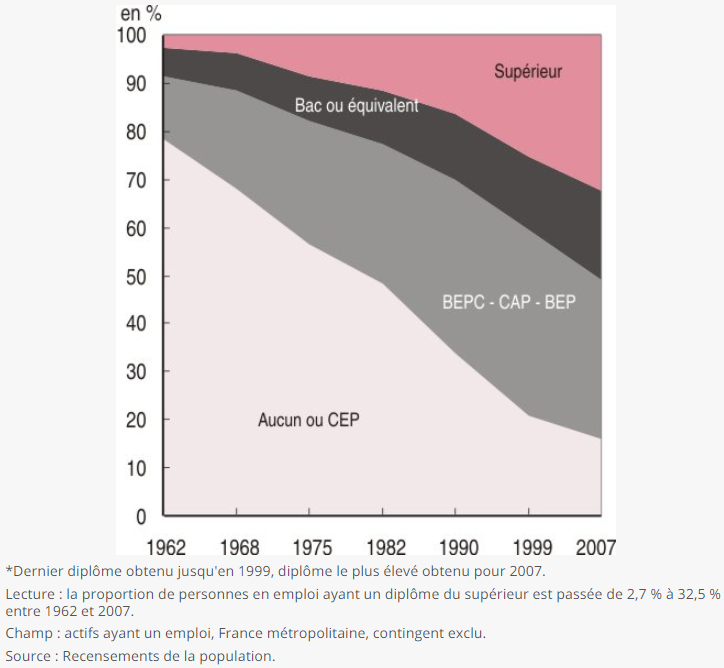 en %
100
90
80
70
60
50
40
30
20
10
0
Supérieur
Bac ou équivalent
BEPC - CAP - BEP
Aucun ou CEP
1962 1968 1975 1982 1990 1999 2007
*Dernier diplôme obtenu jusqu'en 1999, diplôme le plus élevé obtenu pour 2007.
Lecture : la proportion de personnes en emploi ayant un diplôme du supérieur est passée de 2,7 % à 32,5 %
entre 1962 et 2007.
Champ : actifs ayant un emploi, France métropolitaine, contingent exclu.
Source : Recensements de la population.